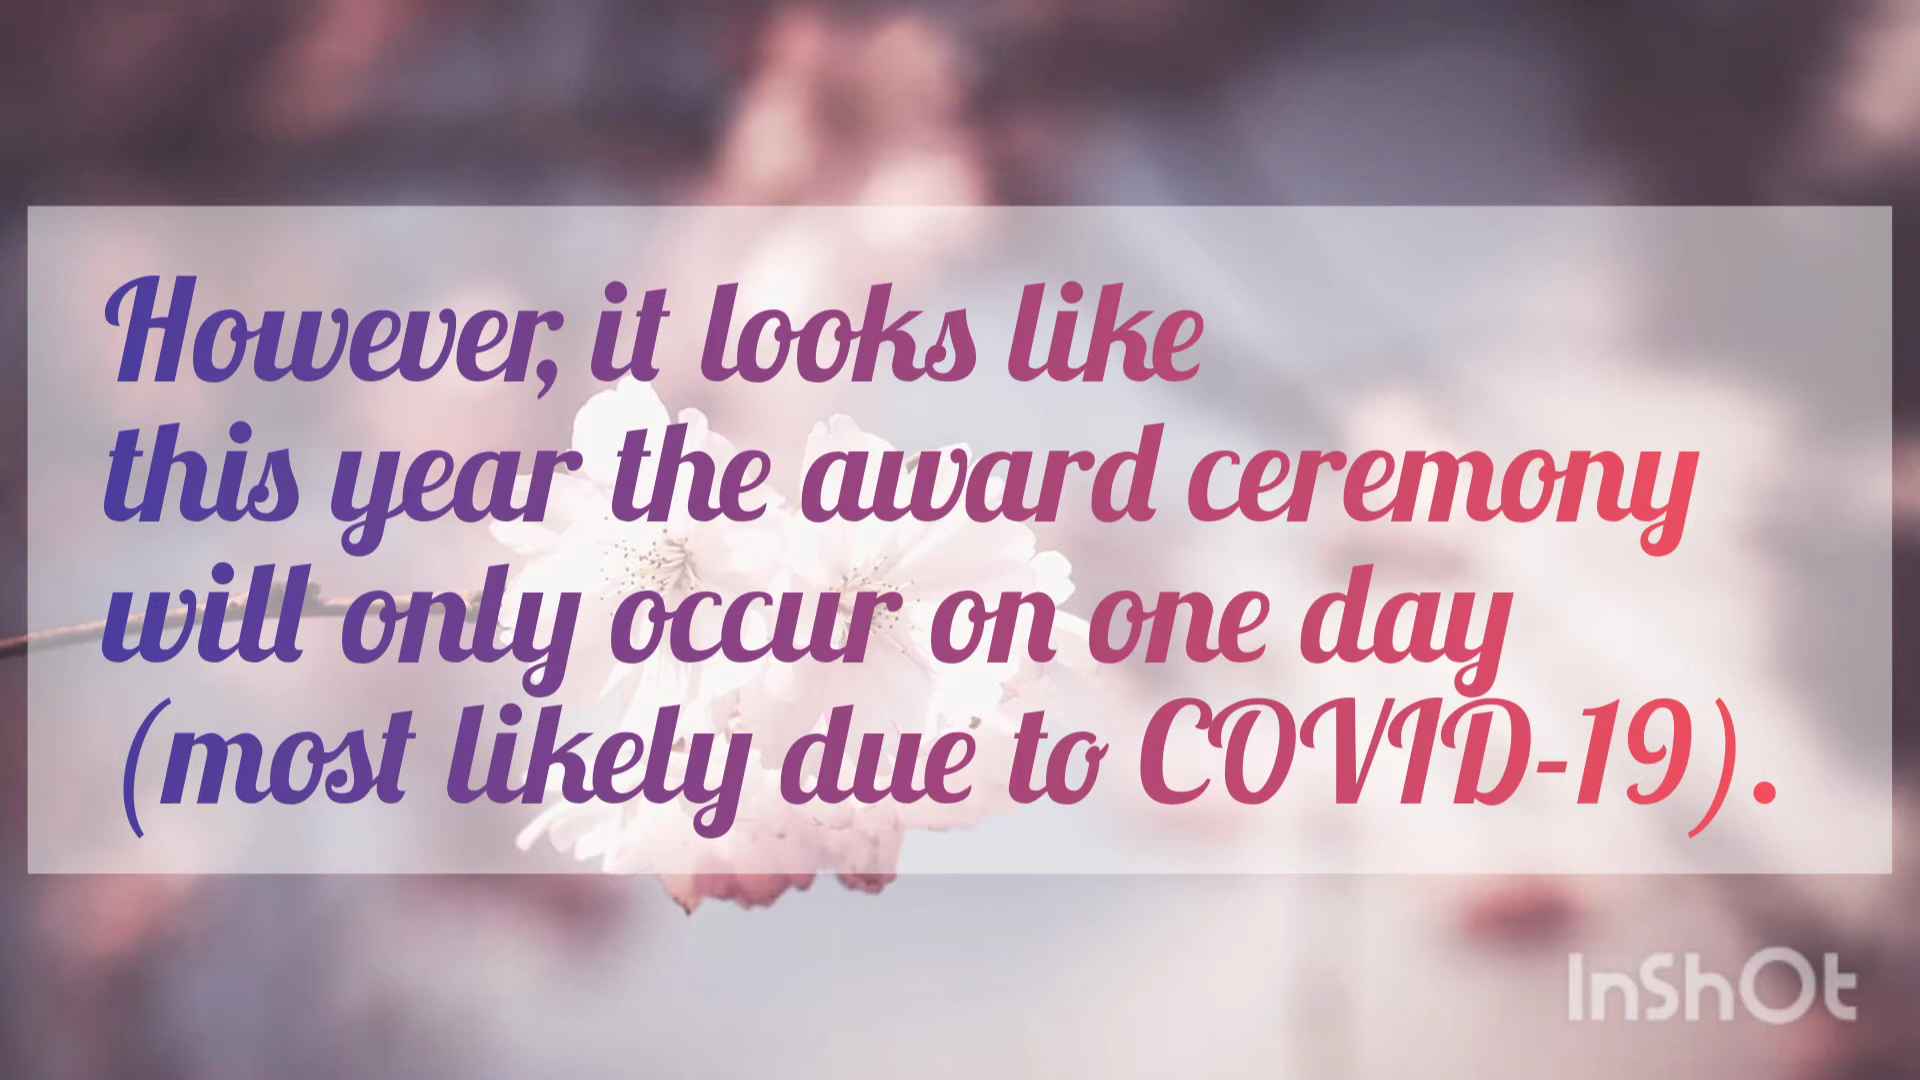 However, it looks like
this year the award ceremony
will only occur on one day
(most likely due to COVID-19).
InShOt